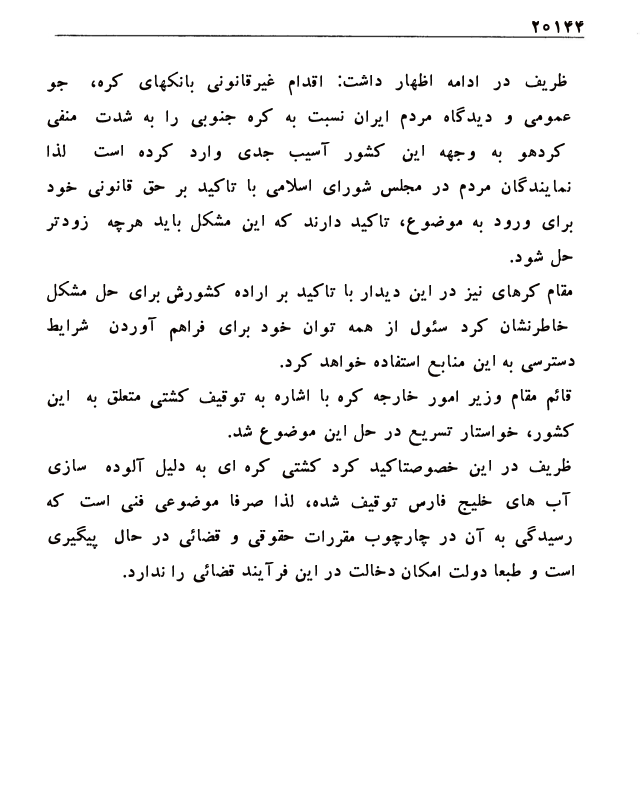 ۲۰۱۴۴
ظریف در ادامه اظهار داشت: اقدام غیرقانونی بانکهای کره، جو
عمومی و دیدگاه مردم ایران نسبت به کره جنوبی را به شدت منفی
کردهو به وجهه این کشور آسیب جدی وارد کرده است لذا
نمایندگان مردم در مجلس شورای اسلامی با تاکید بر حق قانونی خود
برای ورود به موضوع، تاکید دارند که این مشکل باید هرچه زودتر
حل شود.
مقام کرهای نیز در این دیدار با تاکید بر اراده کشورش برای حل مشکل
خاطرنشان کرد سئول از همه توان خود برای فراهم آوردن شرایط
دسترسی به این منابع استفاده خواهد کرد.
قائم مقام وزیر امور خارجه کره با اشاره به توقیف کشتی متعلق به این
کشور، خواستار تسریع در حل این موضوع شد.
ظریف در این خصوصتاکید کرد کشتی کره ای به دلیل آلوده سازی
آب های خلیج فارس توقیف شده، لذا صرفا موضوعی فنی است که
رسیدگی به آن در چارچوب مقررات حقوقی و قضائی در حال پیگیری
است و طبعا دولت امکان دخالت در این فرآیند قضائی را ندارد.